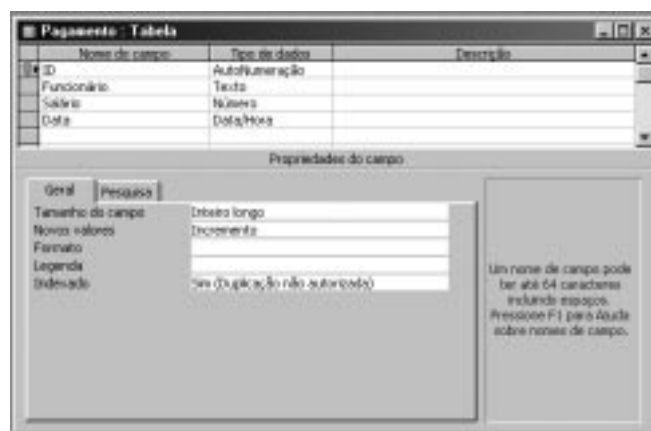 Pagamento : Tabela
Nome do campo Tipo de dados Descrição
ID AutoNumeração
Funcionário Texto
Salário Número
Data Data/Hora
Propriedades do campo
Geral Pesquisa
Tamanho do campo Inteiro longo
Novos valores Incremento
Formato
Legenda
Indexado Sim (Duplicação não autorizada)
Um nome de campo pode
ter até 64 caracteres
incluindo espaços.
Pressione F1 para Ajuda
sobre nomes de campo.